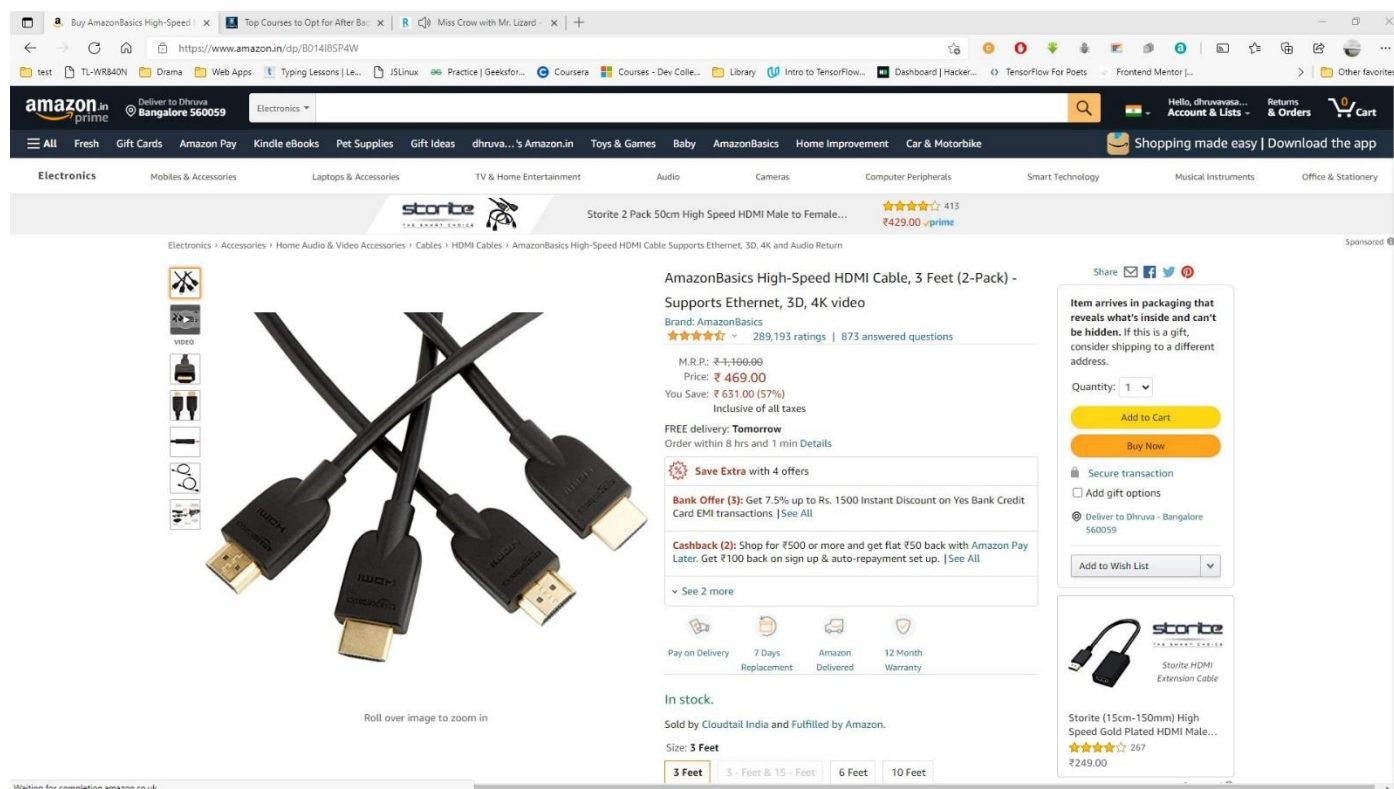 Buy AmazonBasics High-Speed
Top Courses to Opt for After Bac
Miss Crow with Mr. Lizard -
https://www.amazon.in/dp/B014I8SP4W
test TL-WR840N Drama Web Apps Typing Lessons | Le... JSLinux Practice | Geeksfor... Coursera Courses - Dev Colle... Library Intro to TensorFlow... Dashboard | Hacker... TensorFlow For Poets Frontend Mentor |... Other favorites
amazon.in prime
Deliver to Dhruva
Bangalore 560059
Electronics
Hello, dhruvavasa...
Account & Lists
Returns
& Orders
0
Cart
All Fresh Gift Cards Amazon Pay Kindle eBooks Pet Supplies Gift Ideas dhruva... 's Amazon.in Toys & Games Baby AmazonBasics Home Improvement Car & Motorbike Shopping made easy | Download the app
Electronics Mobiles & Accessories Laptops & Accessories TV & Home Entertainment Audio Cameras Computer Peripherals Smart Technology Musical Instruments Office & Stationery
storite
THE SMART CHOICE
Storite 2 Pack 50cm High Speed HDMI Male to Female...
413
₹429.00 prime
Sponsored
Electronics › Accessories › Home Audio & Video Accessories › Cables › HDMI Cables › AmazonBasics High-Speed HDMI Cable Supports Ethernet, 3D, 4K and Audio Return
VIDEO
HDMI
HDMI
HDMI
Roll over image to zoom in
AmazonBasics High-Speed HDMI Cable, 3 Feet (2-Pack) -
Supports Ethernet, 3D, 4K video
Brand: AmazonBasics
289,193 ratings | 873 answered questions
M.R.P.: ₹ 1,100.00
Price: ₹ 469.00
You Save: ₹ 631.00 (57%)
Inclusive of all taxes
FREE delivery: Tomorrow
Order within 8 hrs and 1 min Details
Save Extra with 4 offers
Bank Offer (3): Get 7.5% up to Rs. 1500 Instant Discount on Yes Bank Credit
Card EMI transactions | See All
Cashback (2): Shop for ₹500 or more and get flat ₹50 back with Amazon Pay
Later. Get ₹100 back on sign up & auto-repayment set up. | See All
See 2 more
Pay on Delivery
7 Days
Replacement
Amazon
Delivered
12 Month
Warranty
In stock.
Sold by Cloudtail India and Fulfilled by Amazon.
Size: 3 Feet
3 Feet 3 - Feet & 15 - Feet 6 Feet 10 Feet
Share
Item arrives in packaging that
reveals what's inside and can't
be hidden. If this is a gift,
consider shipping to a different
address.
Quantity: 1
Add to Cart
Buy Now
Secure transaction
Add gift options
Deliver to Dhruva - Bangalore
560059
Add to Wish List
storite
THE SMART CHOICE
Storite HDMI
Extension Cable
Storite (15cm-150mm) High
Speed Gold Plated HDMI Male...
267
₹249.00
Waiting for completion amazon.co.uk